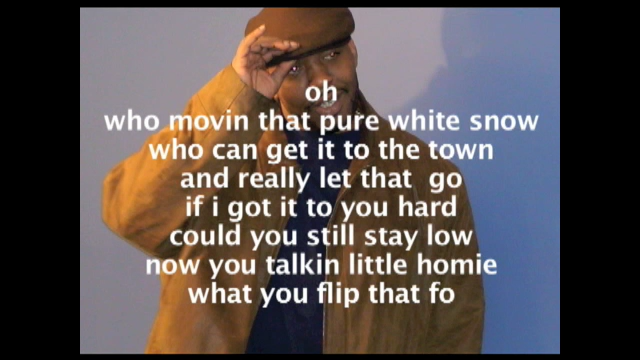 oh
who movin that pure white snow
who can get it to the town
and really let that go
if i got it to you hard
could you still stay low
now you talkin little homie
what you flip that fo